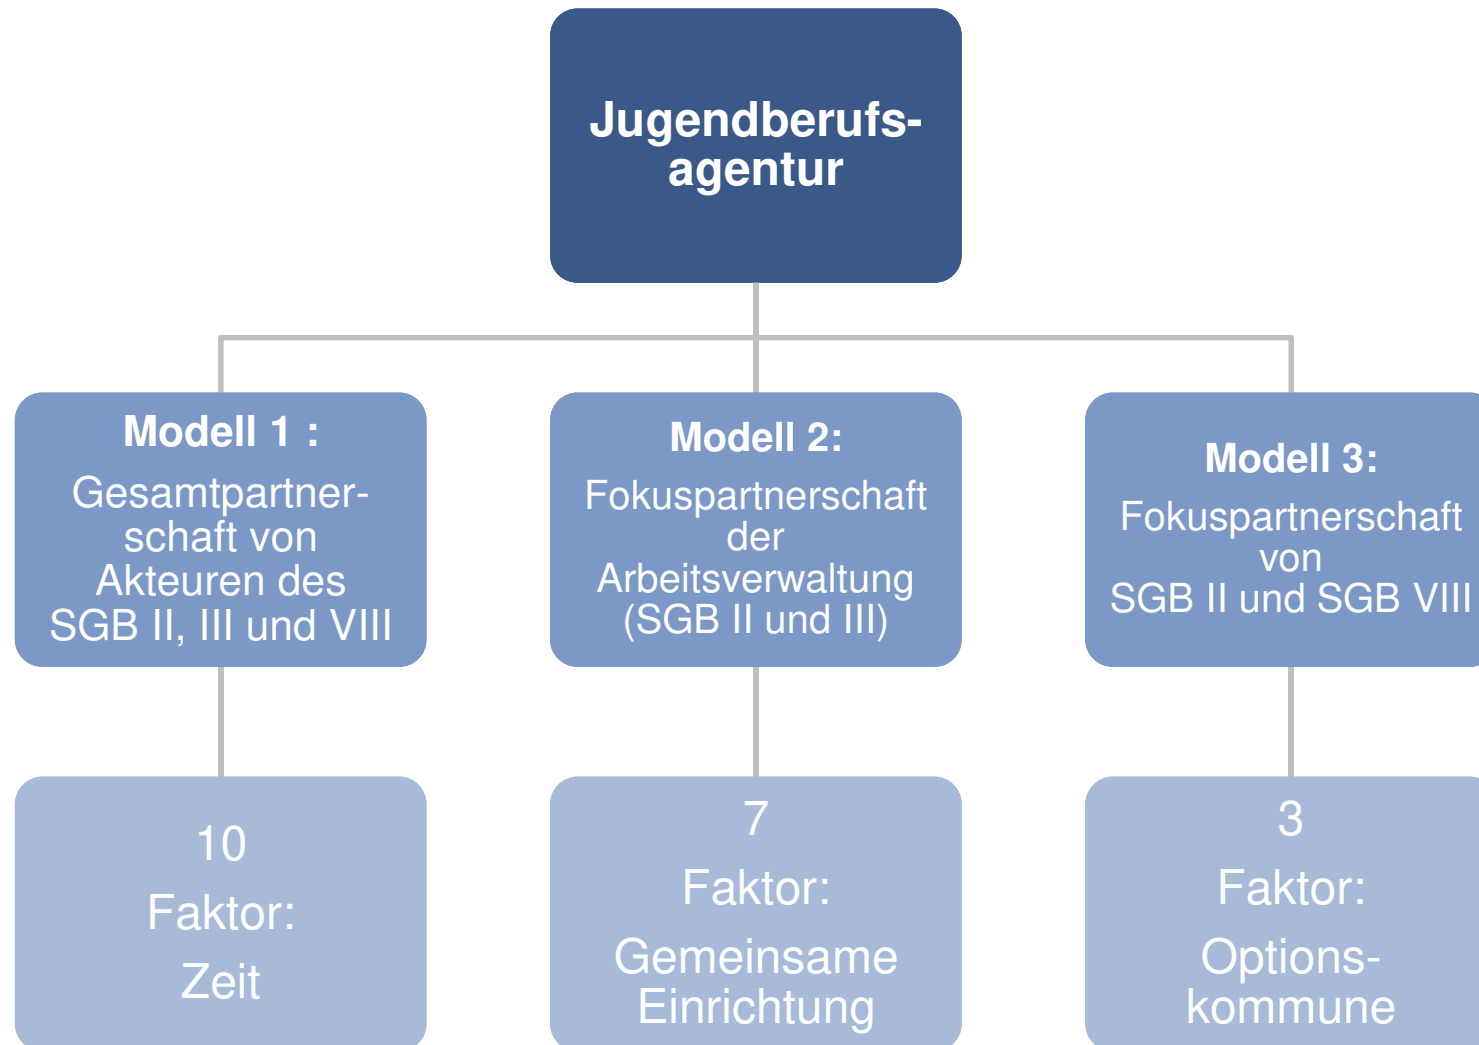 Jugendberufs-
agentur
Modell 1 :
Gesamtpartner-
schaft von
Akteuren des
SGB II, III und VIII
Modell 2:
Fokuspartnerschaft
der
Arbeitsverwaltung
(SGB II und III)
Modell 3:
Fokuspartnerschaft
von
SGB II und SGB VIII
10
Faktor:
Zeit
7
Faktor:
Gemeinsame
Einrichtung
3
Faktor:
Options-
kommune